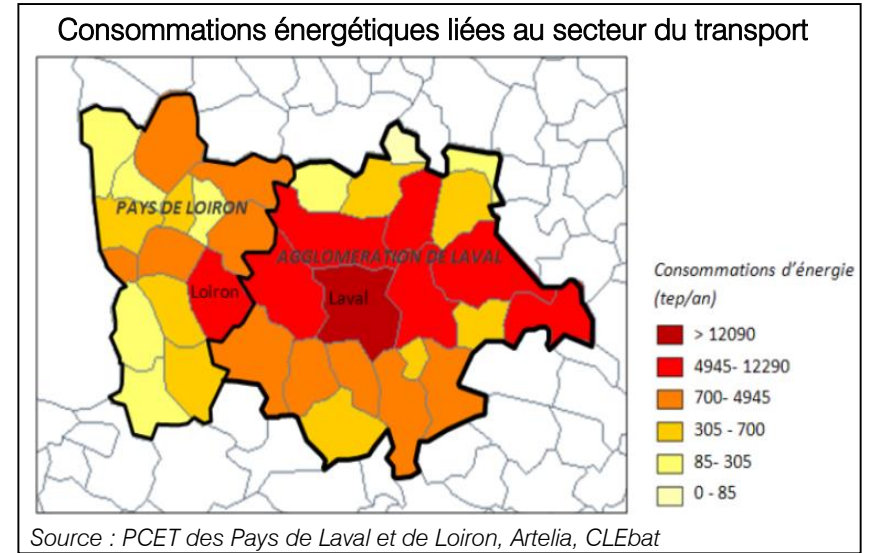 Consommations énergétiques liées au secteur du transport
PAYS DE LOIRON
AGGLOMERATION DE LAVAL
Loiron
Laval
Consommations d'énergie
(tep/an)
> 12090
4945- 12290
700- 4945
305 - 700
85- 305
0 - 85
Source : PCET des Pays de Laval et de Loiron, Artelia, CLEbat